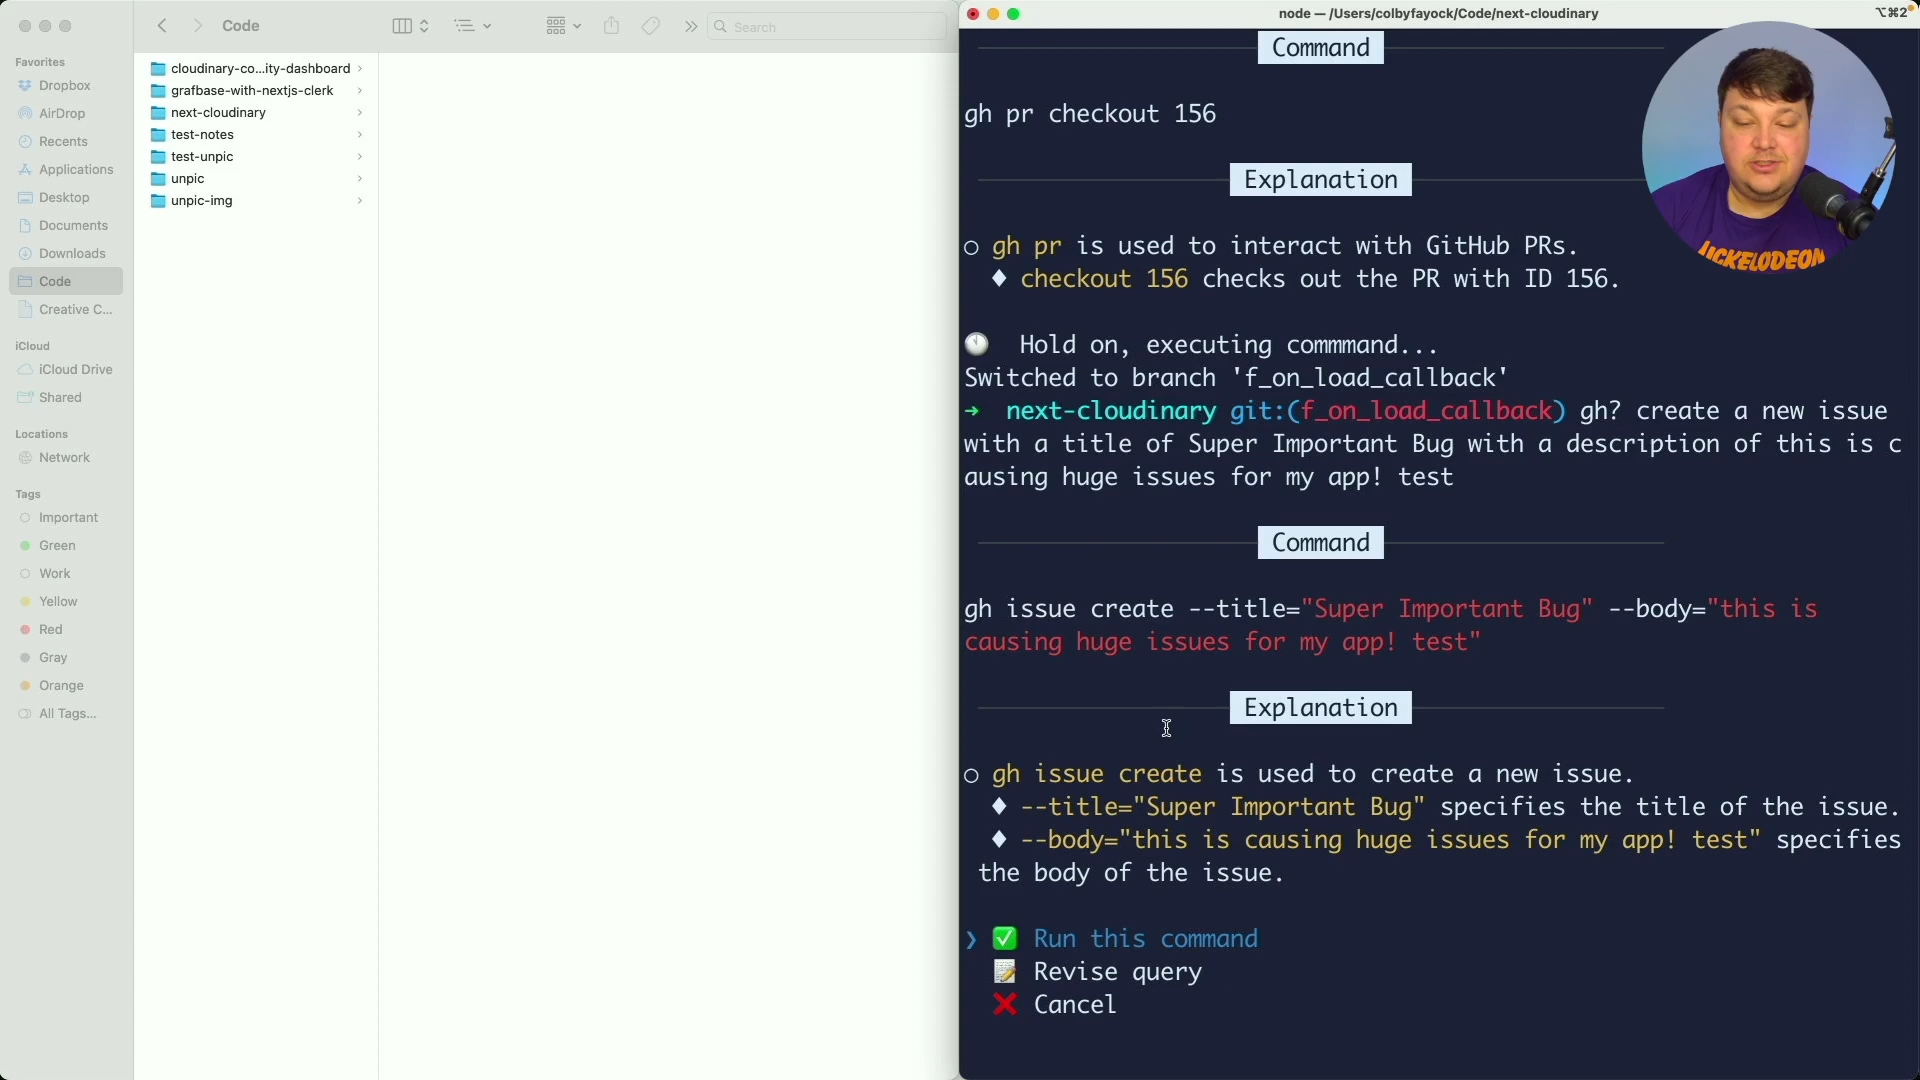 Code
Search
Favorites
Dropbox
AirDrop
Recents
Applications
Desktop
Documents
Downloads
Code
Creative C...
iCloud
iCloud Drive
Shared
Locations
Network
Tags
Important
Green
Work
Yellow
Red
Gray
Orange
All Tags...
cloudinary-co...ity-dashboard
grafbase-with-nextjs-clerk
next-cloudinary
test-notes
test-unpic
unpic
unpic-img
node — /Users/colbyfayock/Code/next-cloudinary
⌥⌘2
Command
gh pr checkout 156
Explanation
○ gh pr is used to interact with GitHub PRs.
♦ checkout 156 checks out the PR with ID 156.
🕚 Hold on, executing commmand...
Switched to branch 'f_on_load_callback'
➜ next-cloudinary git:(f_on_load_callback) gh? create a new issue
with a title of Super Important Bug with a description of this is c
ausing huge issues for my app! test
Command
gh issue create --title="Super Important Bug" --body="this is
causing huge issues for my app! test"
Explanation
○ gh issue create is used to create a new issue.
♦ --title="Super Important Bug" specifies the title of the issue.
♦ --body="this is causing huge issues for my app! test" specifies
the body of the issue.
❯ ✅ Run this command
📝 Revise query
❌ Cancel
NICKELODEON